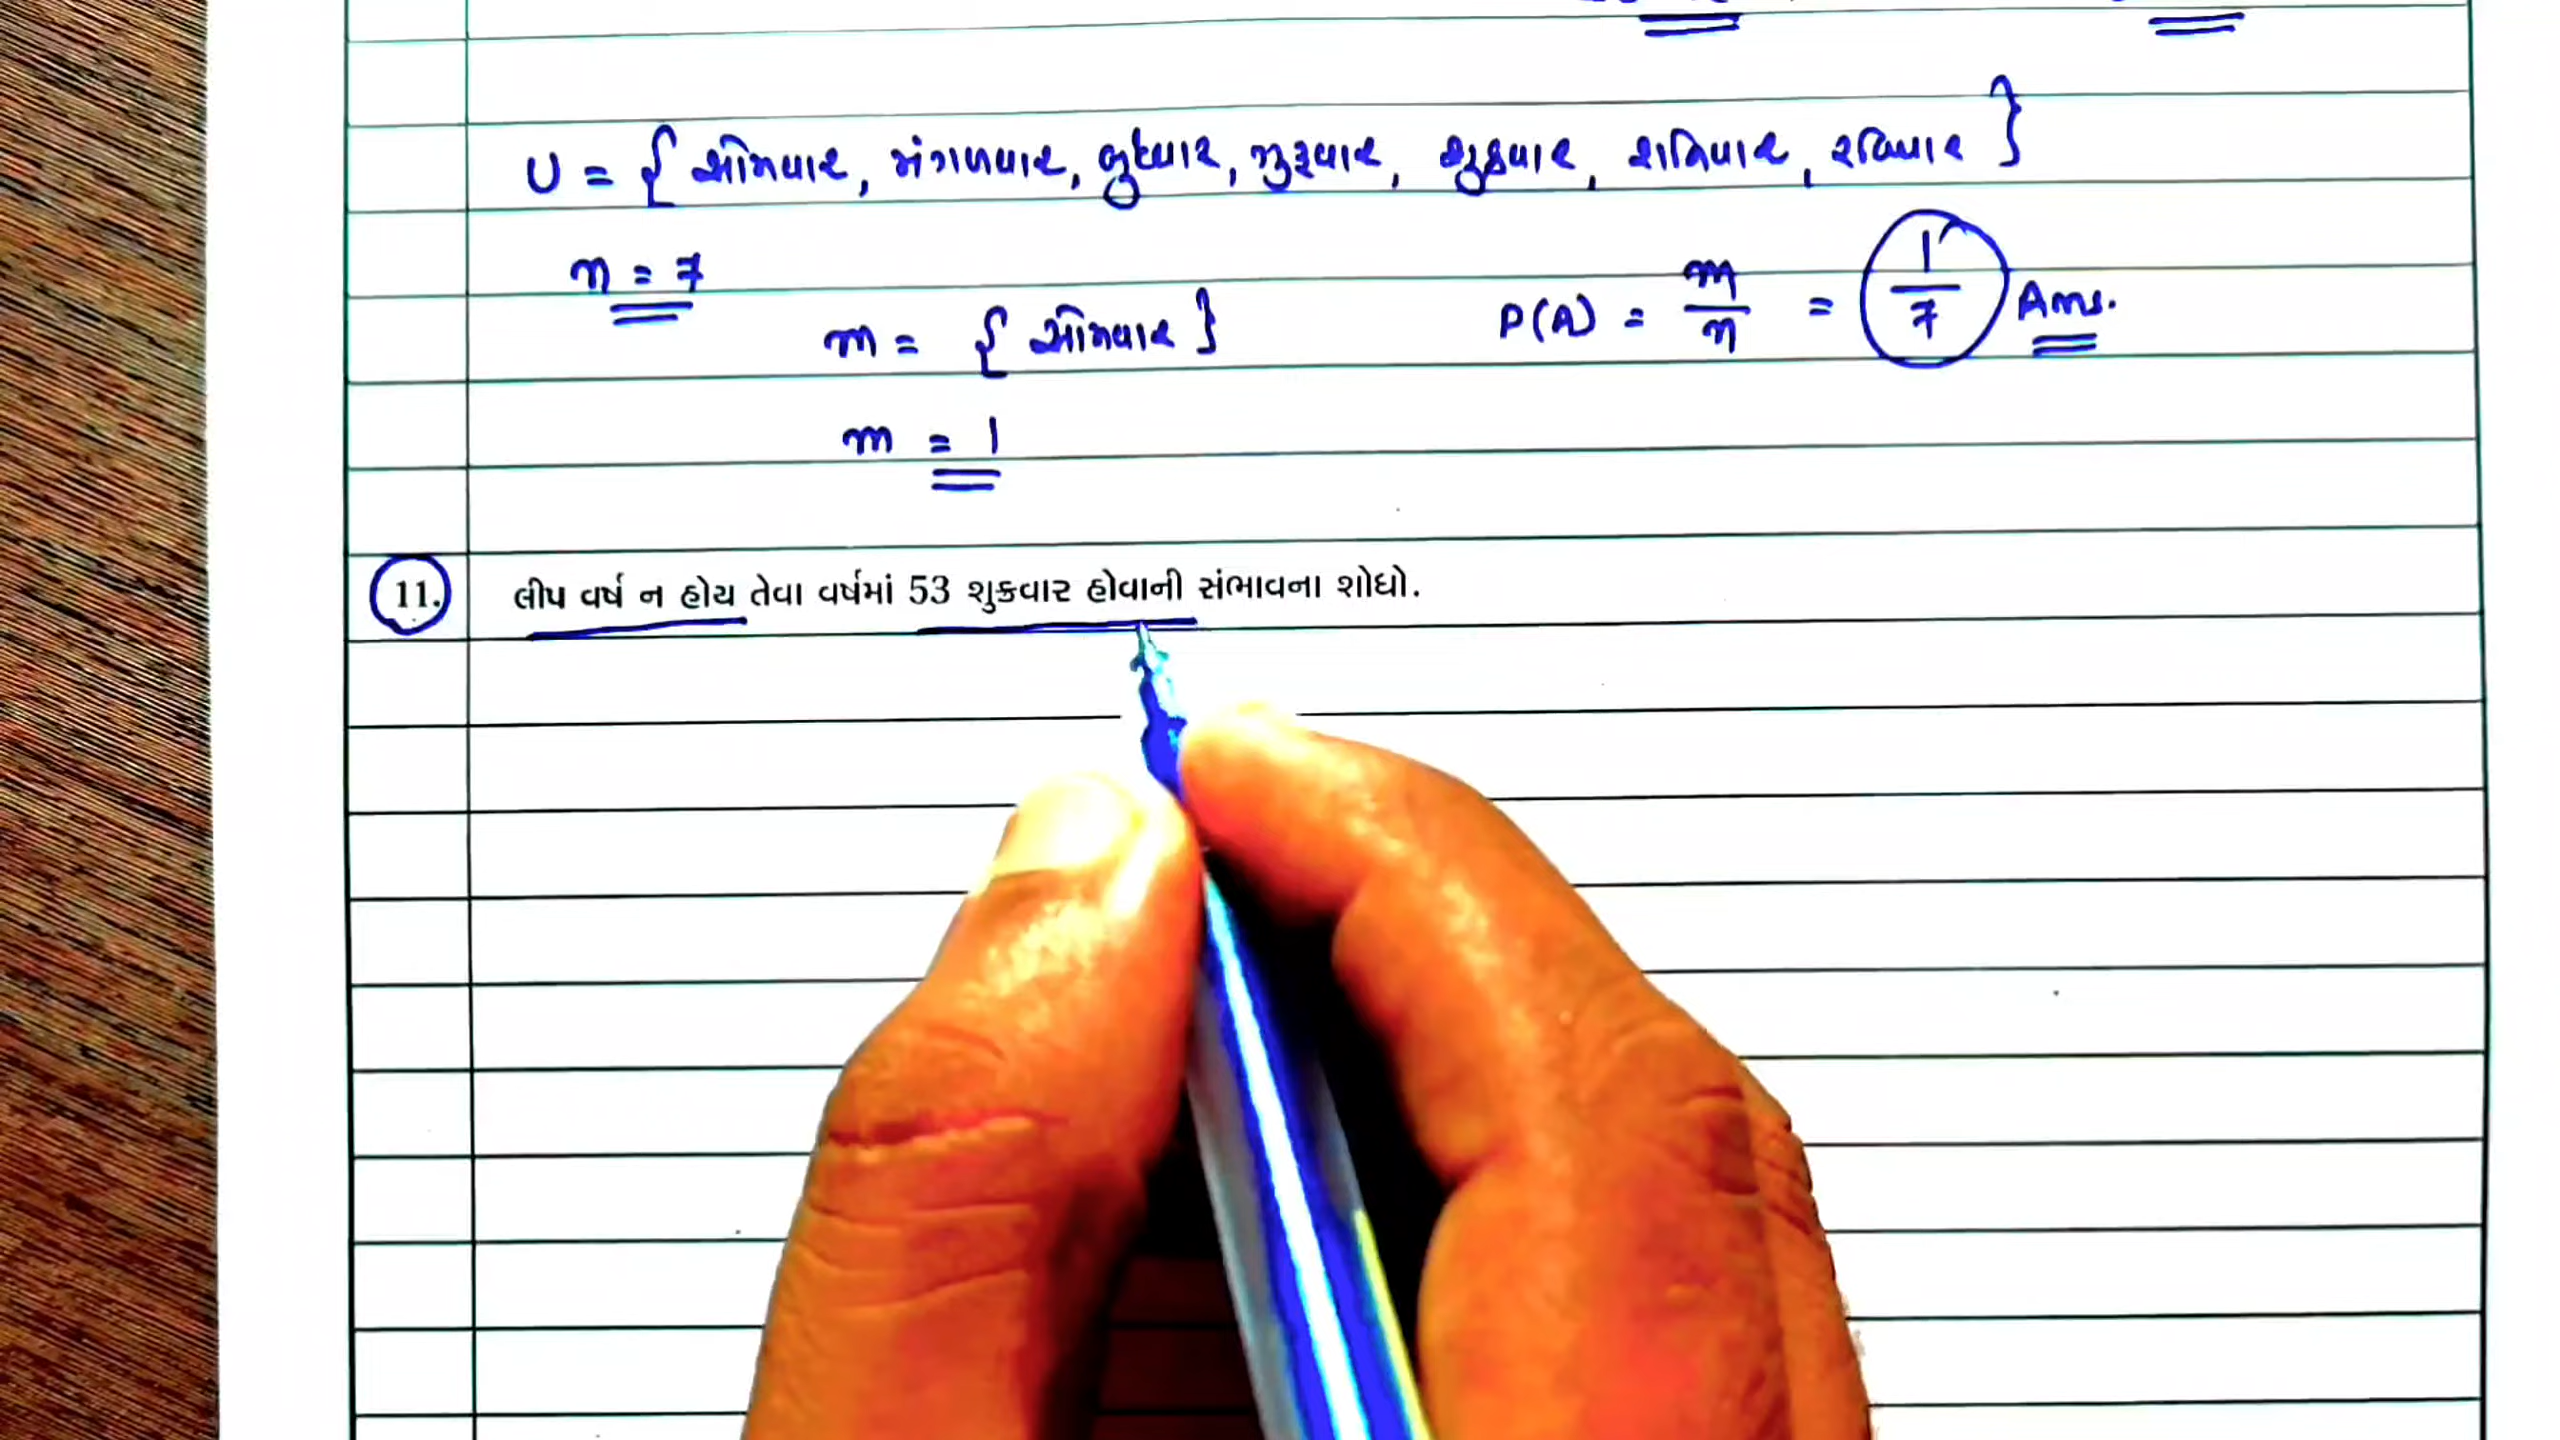 U = { સોમવાર, મંગળવાર, બુધવાર, ગુરૂવાર, શુક્રવાર, શનિવાર, રવિવાર }
n = 7
m = { સોમવાર }
P(A) = m/n = 1/7 Ans.
m = 1
11. લીપ વર્ષ ન હોય તેવા વર્ષમાં 53 શુક્રવાર હોવાની સંભાવના શોધો.